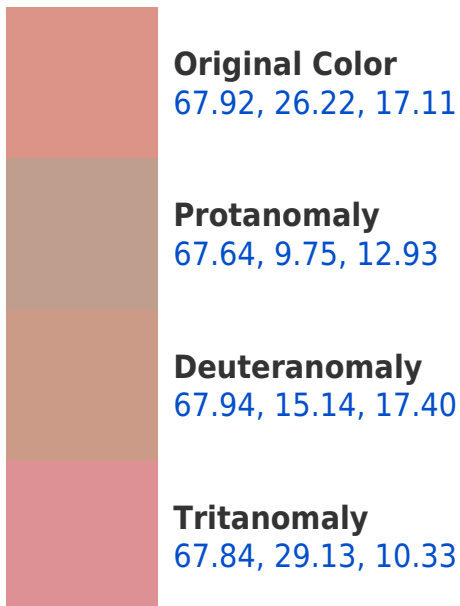 Original Color
67.92, 26.22, 17.11
Protanomaly
67.64, 9.75, 12.93
Deuteranomaly
67.94, 15.14, 17.40
Tritanomaly
67.84, 29.13, 10.33